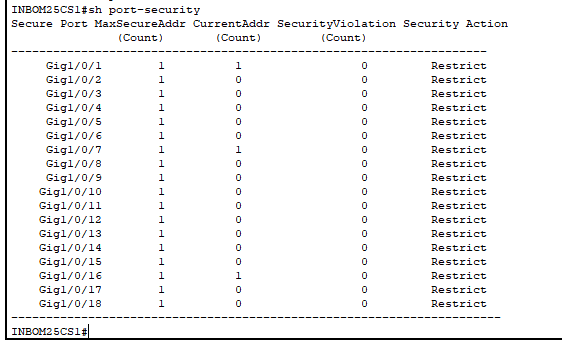 INBOM25CS1#sh port-security
Secure Port MaxSecureAddr CurrentAddr SecurityViolation Security Action
(Count) (Count) (Count)
--------------------------------------------------------------------
Gig1/0/1 1 1 0 Restrict
Gig1/0/2 1 0 0 Restrict
Gig1/0/3 1 0 0 Restrict
Gig1/0/4 1 0 0 Restrict
Gig1/0/5 1 0 0 Restrict
Gig1/0/6 1 0 0 Restrict
Gig1/0/7 1 1 0 Restrict
Gig1/0/8 1 0 0 Restrict
Gig1/0/9 1 0 0 Restrict
Gig1/0/10 1 0 0 Restrict
Gig1/0/11 1 0 0 Restrict
Gig1/0/12 1 0 0 Restrict
Gig1/0/13 1 0 0 Restrict
Gig1/0/14 1 0 0 Restrict
Gig1/0/15 1 0 0 Restrict
Gig1/0/16 1 1 0 Restrict
Gig1/0/17 1 0 0 Restrict
Gig1/0/18 1 0 0 Restrict
----------------------------------------------------------------------
INBOM25CS1#